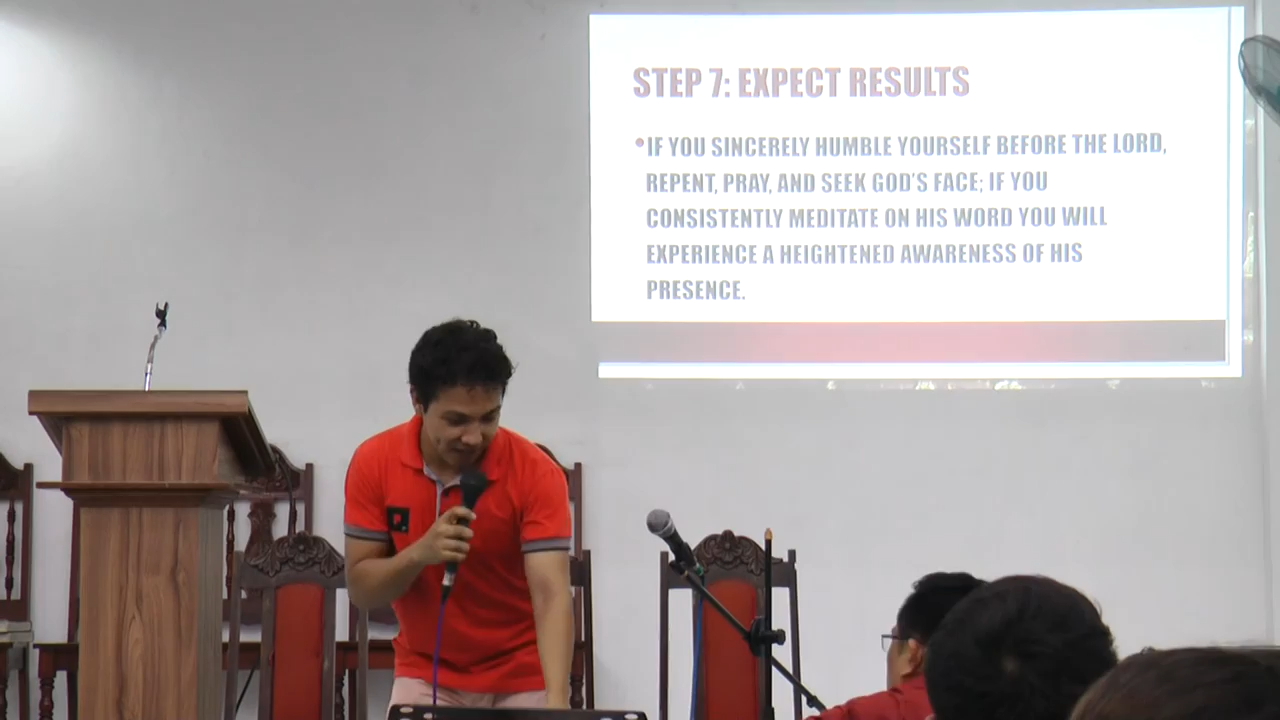 STEP 7: EXPECT RESULTS
•IF YOU SINCERELY HUMBLE YOURSELF BEFORE THE LORD,
REPENT, PRAY, AND SEEK GOD'S FACE; IF YOU
CONSISTENTLY MEDITATE ON HIS WORD YOU WILL
EXPERIENCE A HEIGHTENED AWARENESS OF HIS
PRESENCE.